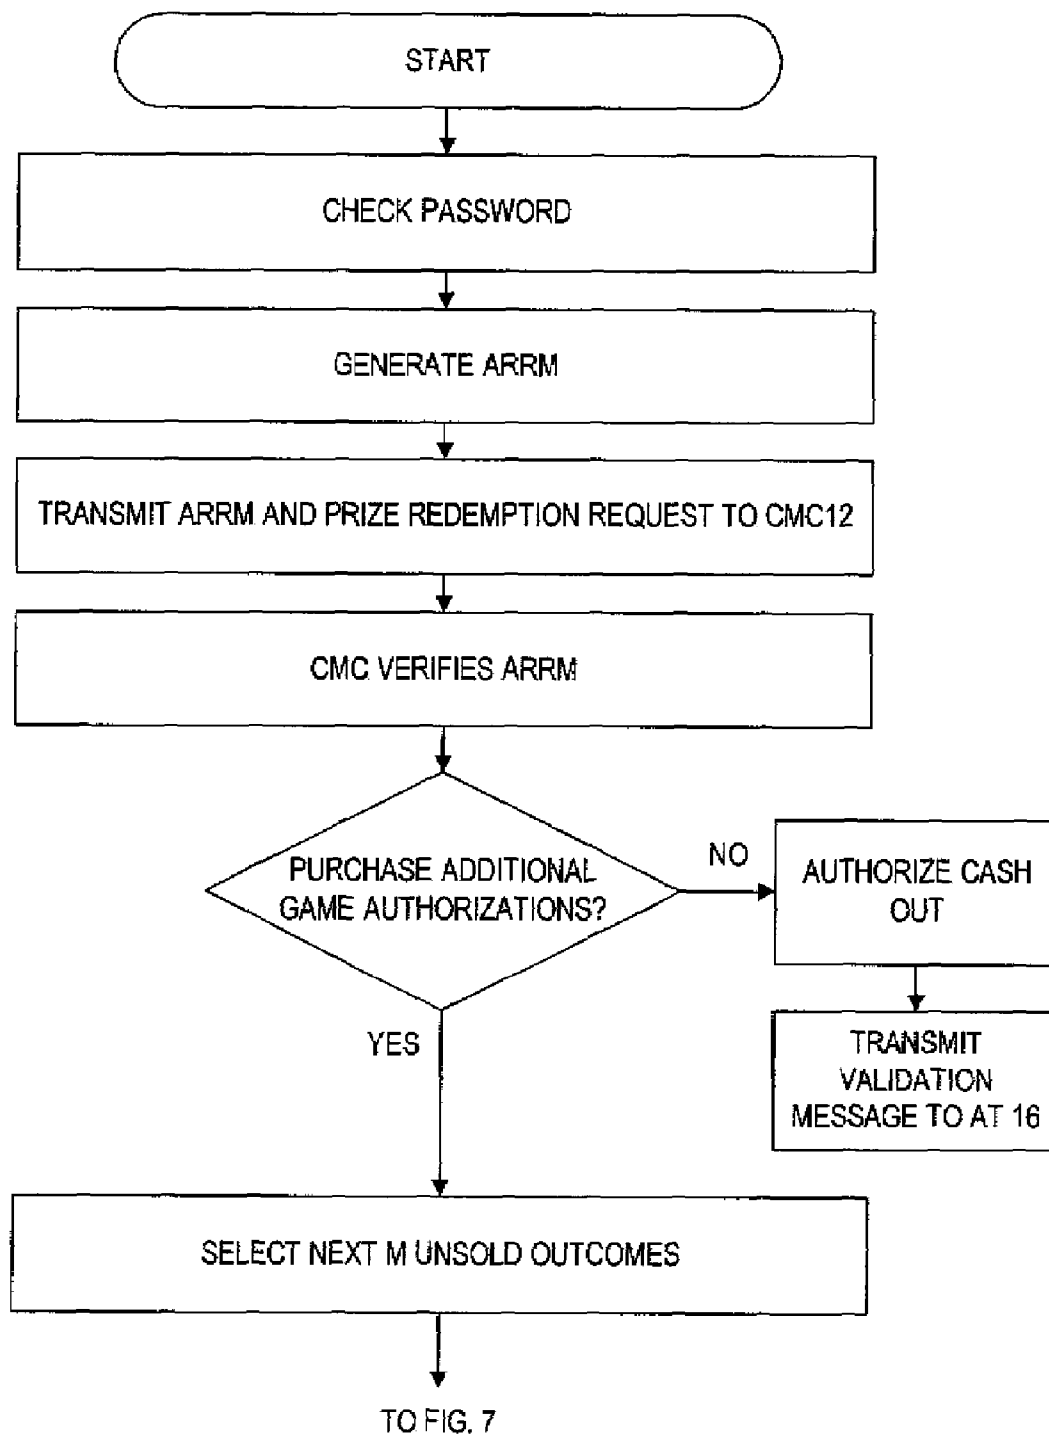 START
CHECK PASSWORD
GENERATE ARRM
TRANSMIT ARRM AND PRIZE REDEMPTION REQUEST TO CMC12
CMC VERIFIES ARRM
PURCHASE ADDITIONAL
GAME AUTHORIZATIONS?
NO
AUTHORIZE CASH
OUT
TRANSMIT
VALIDATION
MESSAGE TO AT 16
YES
SELECT NEXT M UNSOLD OUTCOMES
TO FIG. 7